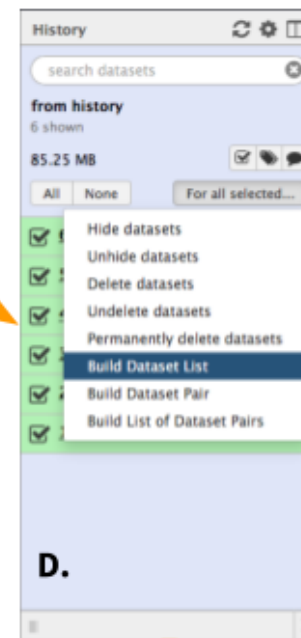 History
search datasets
from history
6 shown
85.25 MB
All None For all selected...
Hide datasets
Unhide datasets
Delete datasets
Undelete datasets
Permanently delete datasets
Build Dataset List
Build Dataset Pair
Build List of Dataset Pairs
D.